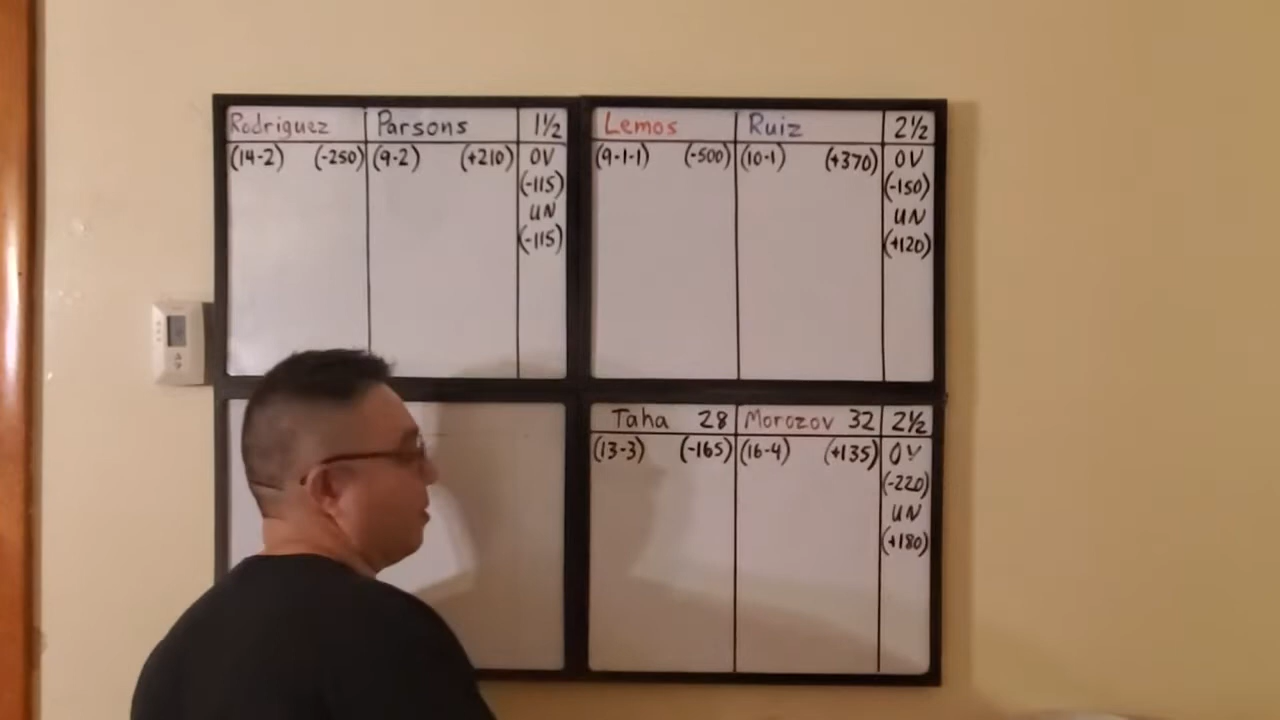 Rodriguez Parsons 1½
(14-2) (-250) (9-2) (+210) OV
(-115)
UN
(-115)
Lemos Ruiz 2½
(9-1-1) (-500) (10-1) (+370) OV
(-150)
UN
(+120)
Taha 28 Morozov 32 2½
(13-3) (-165) (16-4) (+135) OV
(-220)
UN
(+180)